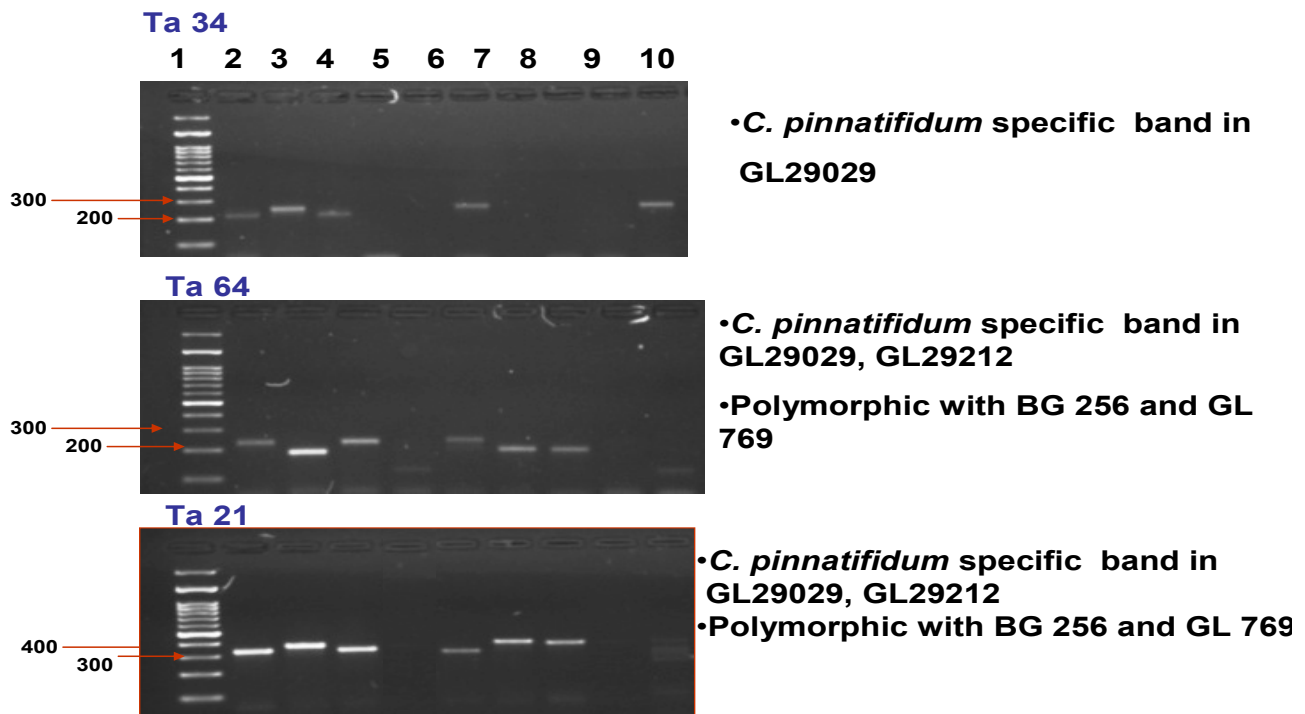 Ta 34
1 2 3 4 5 6 7 8 9 10
300
200
•C. pinnatifidum specific band in
GL29029
Ta 64
300
200
•C. pinnatifidum specific band in
GL29029, GL29212
•Polymorphic with BG 256 and GL
769
Ta 21
400
300
•C. pinnatifidum specific band in
GL29029, GL29212
•Polymorphic with BG 256 and GL 769